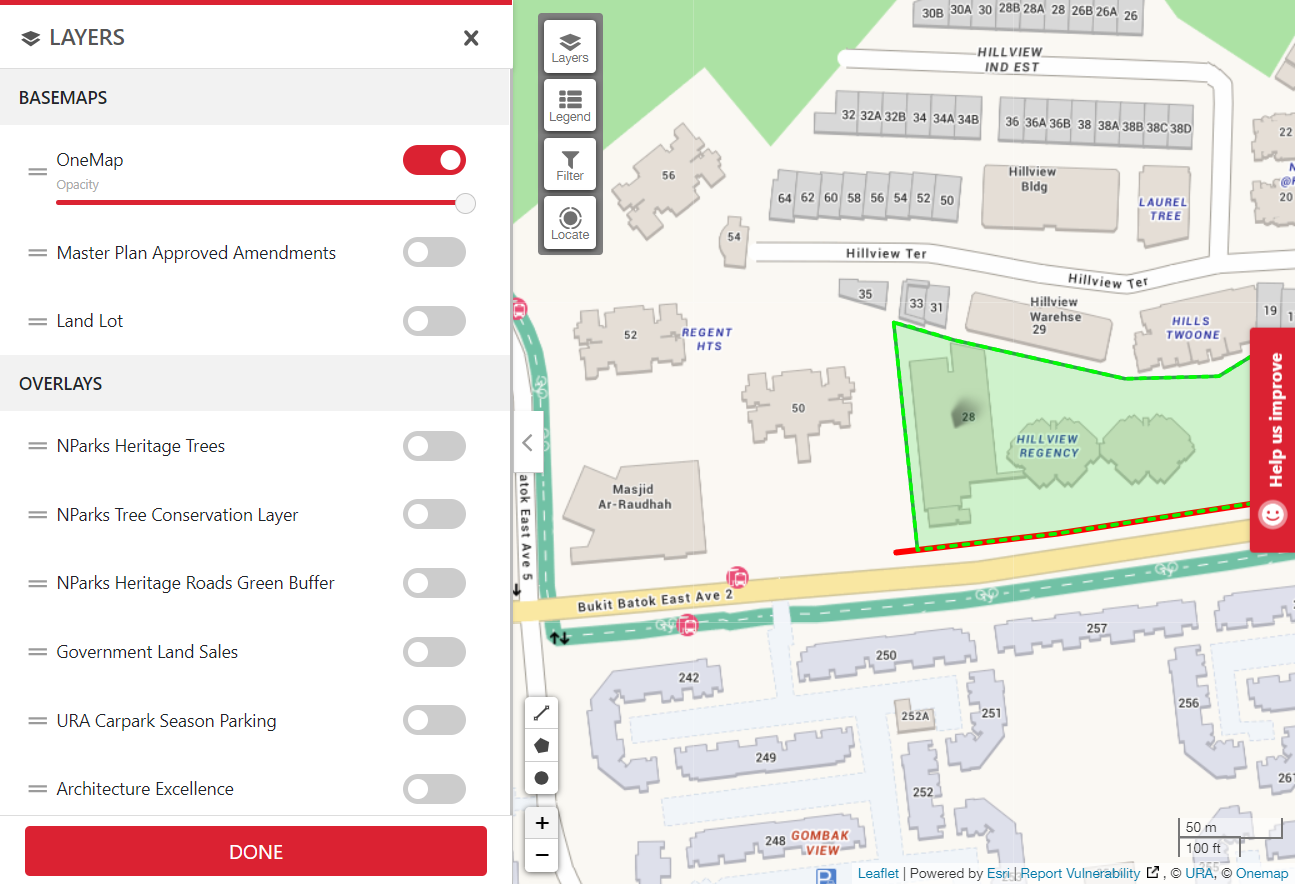 LAYERS
BASEMAPS
OneMap
Opacity
Master Plan Approved Amendments
Land Lot
OVERLAYS
NParks Heritage Trees
NParks Tree Conservation Layer
NParks Heritage Roads Green Buffer
Government Land Sales
URA Carpark Season Parking
Architecture Excellence
DONE
Layers
Legend
Filter
Locate
30B 30A 30 28B 28A 28 26B 26A 26
HILLVIEW
IND EST
32 32A 32B 34 34A 34B
36 36A 36B 38 38A 38B 38C 38D
22
56
Hillview
Bldg
64 62 60 58 56 54 52 50
LAUREL
TREE
20
54
Hillview Ter
Hillview Ter
35
33 31
Hillview
Warehse
29
HILLS
TWOONE
19
52
REGENT
HTS
50
28
HILLVIEW
REGENCY
Help us improve
Masjid
Ar-Raudhah
atok East Ave 5
Bukit Batok East Ave 2
257
250
242
256
251
252A
249
252
261
248
GOMBAK
VIEW
50 m
100 ft
Leaflet | Powered by Esri | Report Vulnerability , © URA, © Onemap